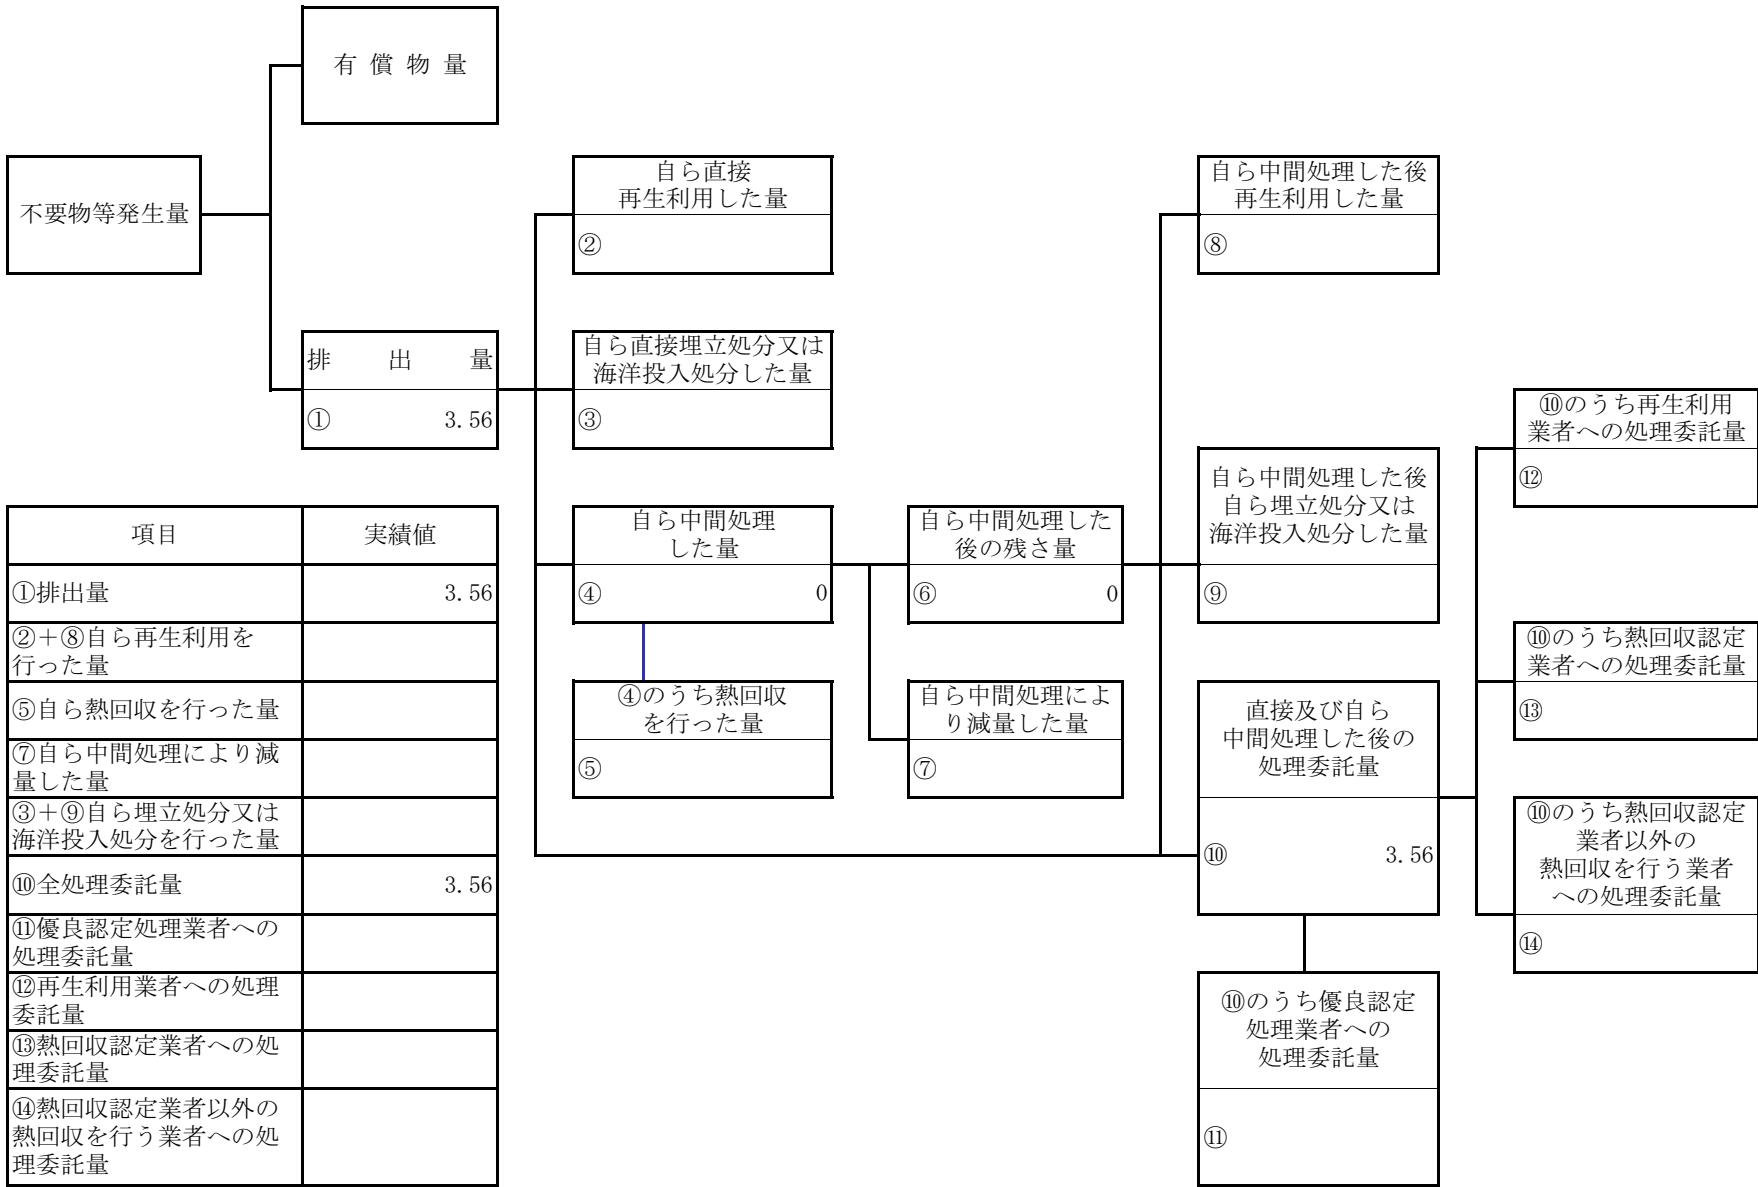 有償物量
不要物等発生量
自ら直接
再生利用した量
②
自ら中間処理した後
再生利用した量
⑧
排出量
① 3.56
自ら直接埋立処分又は
海洋投入処分した量
③
⑩のうち再生利用
業者への処理委託量
⑫
自ら中間処理した後
自ら埋立処分又は
海洋投入処分した量
⑨
自ら中間処理
した量
④ 0
自ら中間処理した
後の残さ量
⑥ 0
⑩のうち熱回収認定
業者への処理委託量
⑬
④のうち熱回収
を行った量
⑤
自ら中間処理によ
り減量した量
⑦
直接及び自ら
中間処理した後の
処理委託量
⑩ 3.56
⑩のうち熱回収認定
業者以外の
熱回収を行う業者
への処理委託量
⑭
⑩のうち優良認定
処理業者への
処理委託量
⑪
項目 実績値
①排出量 3.56
②+⑧自ら再生利用を
行った量
⑤自ら熱回収を行った量
⑦自ら中間処理により減
量した量
③+⑨自ら埋立処分又は
海洋投入処分を行った量
⑩全処理委託量 3.56
⑪優良認定処理業者への
処理委託量
⑫再生利用業者への処理
委託量
⑬熱回収認定業者への処
理委託量
⑭熱回収認定業者以外の
熱回収を行う業者への処
理委託量